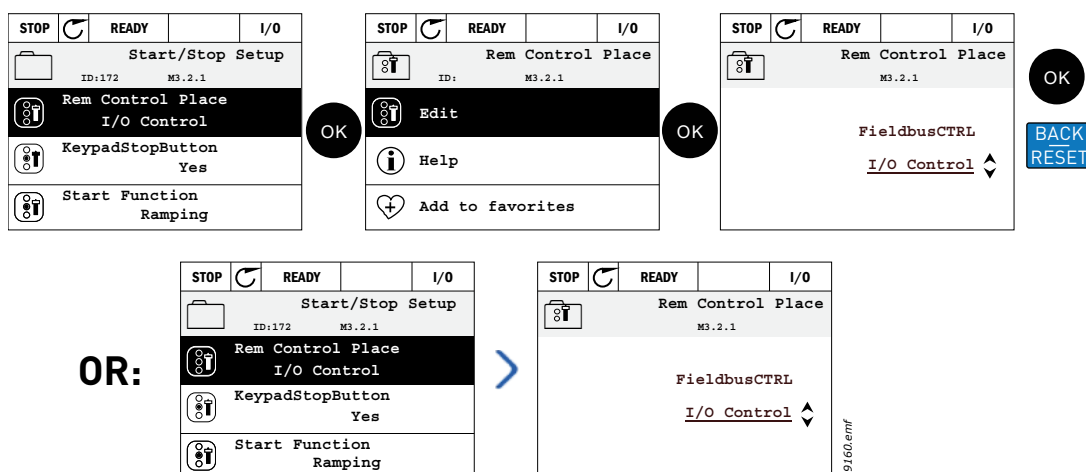 STOP READY I/O
Start/Stop Setup
ID:172 M3.2.1
Rem Control Place
I/O Control
KeypadStopButton
Yes
Start Function
Ramping
OK
STOP READY I/O
Rem Control Place
ID: M3.2.1
Edit
Help
Add to favorites
OK
STOP READY I/O
Rem Control Place
M3.2.1
FieldbusCTRL
I/O Control
OK
BACK
RESET
OR:
STOP READY I/O
Start/Stop Setup
ID:172 M3.2.1
Rem Control Place
I/O Control
KeypadStopButton
Yes
Start Function
Ramping
STOP READY I/O
Rem Control Place
M3.2.1
FieldbusCTRL
I/O Control
9160.emf